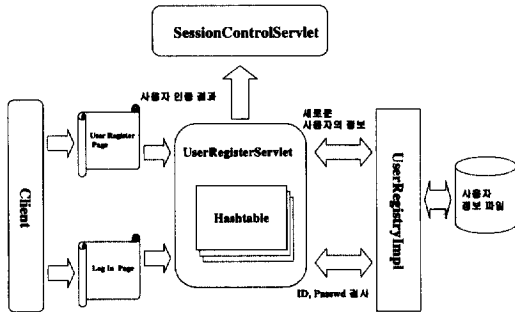 SessionControlServlet
사용자 인증 결과
새로운
사용자의 정보
User Register
Page
UserRegisterServlet
Client
Hashtable
UserRegistryImpl
사용자
정보 파일
Log In Page
ID, Passwd 검사